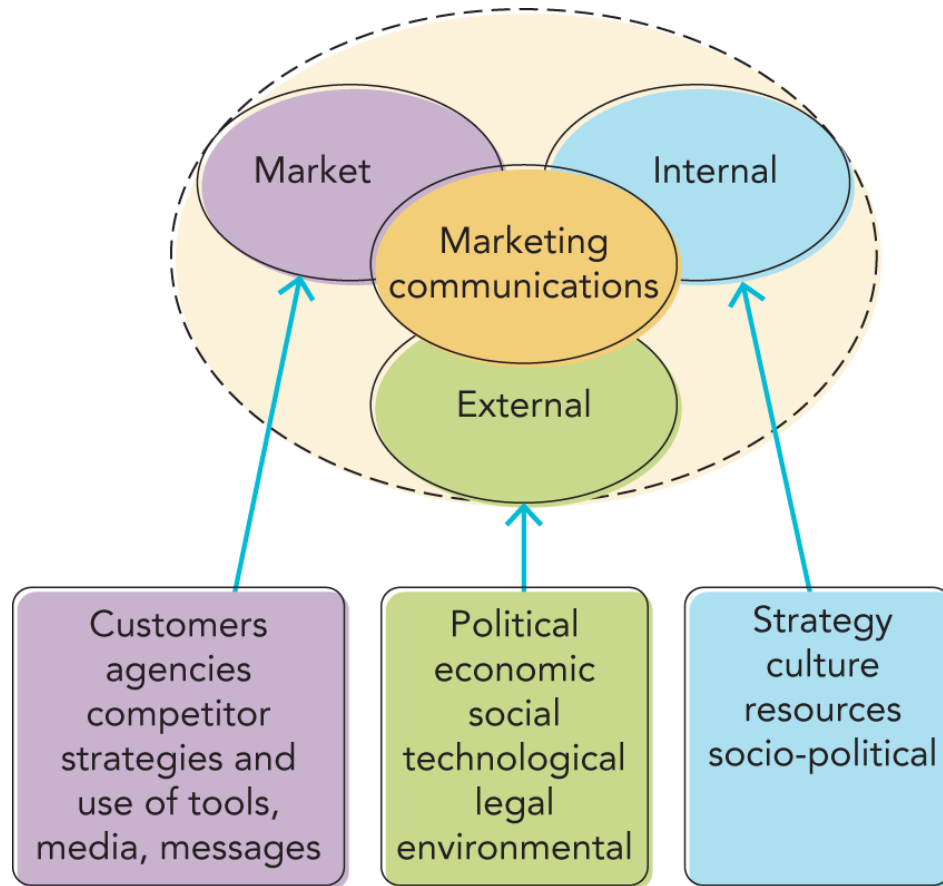 Market
Internal
Marketing
communications
External
Customers
agencies
competitor
strategies and
use of tools,
media, messages
Political
economic
social
technological
legal
environmental
Strategy
culture
resources
socio-political